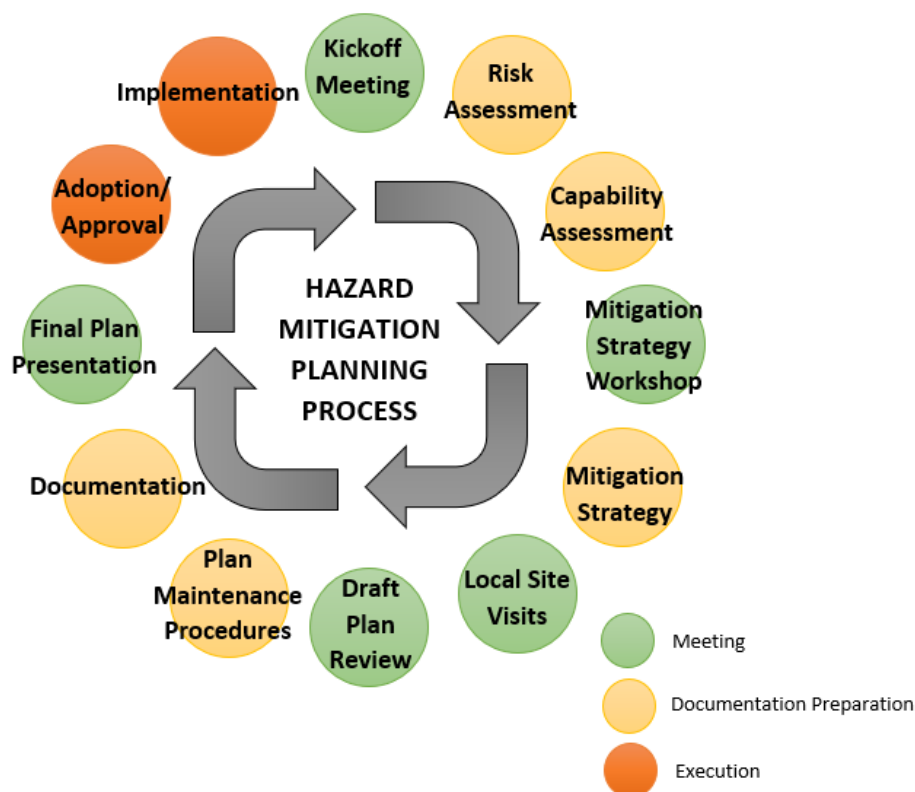 Kickoff
Meeting
Risk
Assessment
Capability
Assessment
Mitigation
Strategy
Workshop
Mitigation
Strategy
Local Site
Visits
Draft
Plan
Review
Plan
Maintenance
Procedures
Documentation
Final Plan
Presentation
Adoption/
Approval
Implementation
HAZARD
MITIGATION
PLANNING
PROCESS
Meeting
Documentation Preparation
Execution